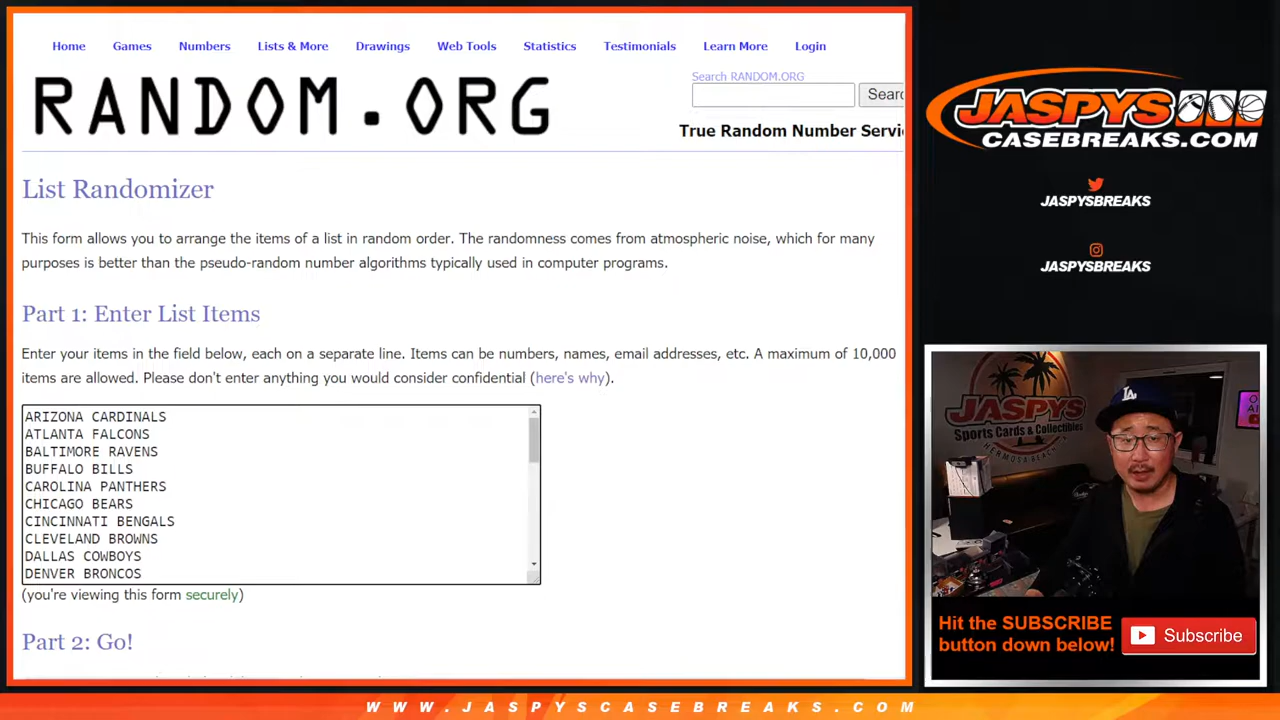 Home Games Numbers Lists & More Drawings Web Tools Statistics Testimonials Learn More Login
RANDOM.ORG
Search RANDOM.ORG
Searc
True Random Number Servi
List Randomizer
This form allows you to arrange the items of a list in random order. The randomness comes from atmospheric noise, which for many
purposes is better than the pseudo-random number algorithms typically used in computer programs.
Part 1: Enter List Items
Enter your items in the field below, each on a separate line. Items can be numbers, names, email addresses, etc. A maximum of 10,000
items are allowed. Please don't enter anything you would consider confidential (here's why).
ARIZONA CARDINALS
ATLANTA FALCONS
BALTIMORE RAVENS
BUFFALO BILLS
CAROLINA PANTHERS
CHICAGO BEARS
CINCINNATI BENGALS
CLEVELAND BROWNS
DALLAS COWBOYS
DENVER BRONCOS
(you're viewing this form securely)
Part 2: Go!
JASPYS
CASEBREAKS.COM
JASPYSBREAKS
JASPYSBREAKS
JASPYS
Sports Cards & Collectibles
HERMOSA BEACH
LA
Hit the SUBSCRIBE
button down below!
Subscribe
WWW.JASPYSCASEBREAKS.COM